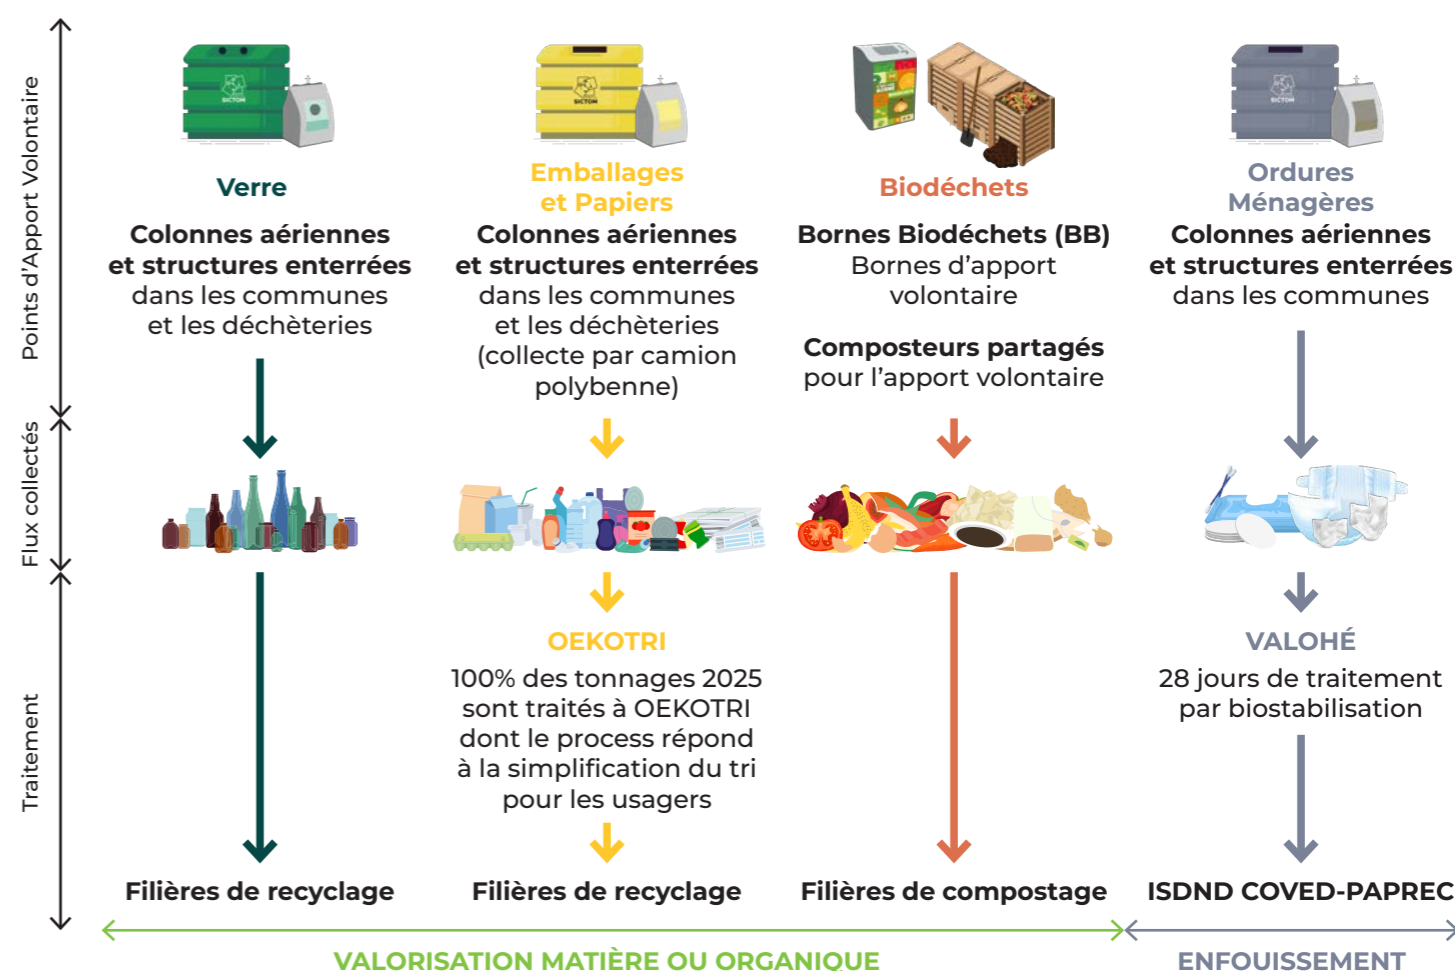 Points d'Apport Volontaire
SICTOM
Verre
Colonnes aériennes
et structures enterrées
dans les communes
et les déchèteries
SICTOM
Emballages
et Papiers
Colonnes aériennes
et structures enterrées
dans les communes
et les déchèteries
(collecte par camion
polybenne)
Biodéchets
Bornes Biodéchets (BB)
Bornes d'apport
volontaire
Composteurs partagés
pour l'apport volontaire
SICTOM
Ordures
Ménagères
Colonnes aériennes
et structures enterrées
dans les communes
Flux collectés
Traitement
OEKOTRI
100% des tonnages 2025
sont traités à OEKOTRI
dont le process répond
à la simplification du tri
pour les usagers
VALOHÉ
28 jours de traitement
par biostabilisation
Filières de recyclage
Filières de recyclage
Filières de compostage
ISDND COVED-PAPREC
VALORISATION MATIÈRE OU ORGANIQUE
ENFOUISSEMENT